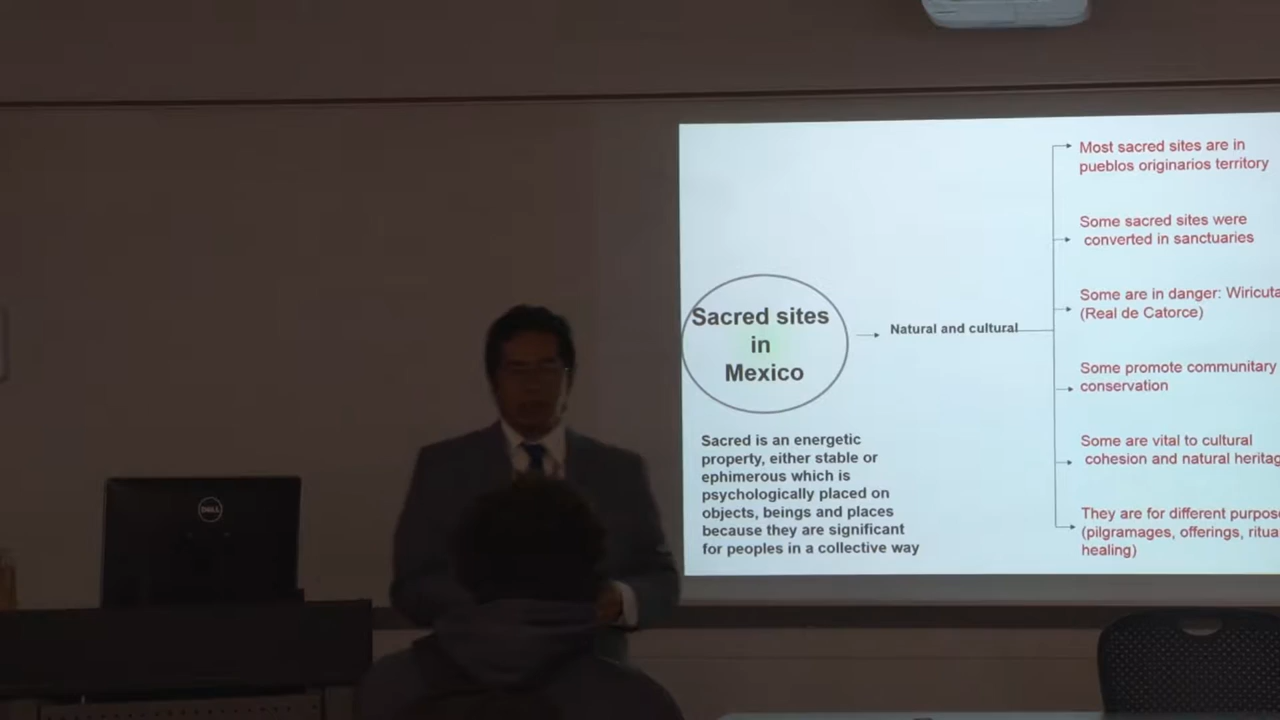 Sacred sites
in
Mexico
Sacred is an energetic
property, either stable or
ephimerous which is
psychologically placed on
objects, beings and places
because they are significant
for peoples in a collective way
Natural and cultural
Most sacred sites are in
pueblos originarios territory
Some sacred sites were
converted in sanctuaries
Some are in danger: Wiricuta
(Real de Catorce)
Some promote communitary
conservation
Some are vital to cultural
cohesion and natural heritag
They are for different purpos
(pilgramages, offerings, ritua
healing)
DELL